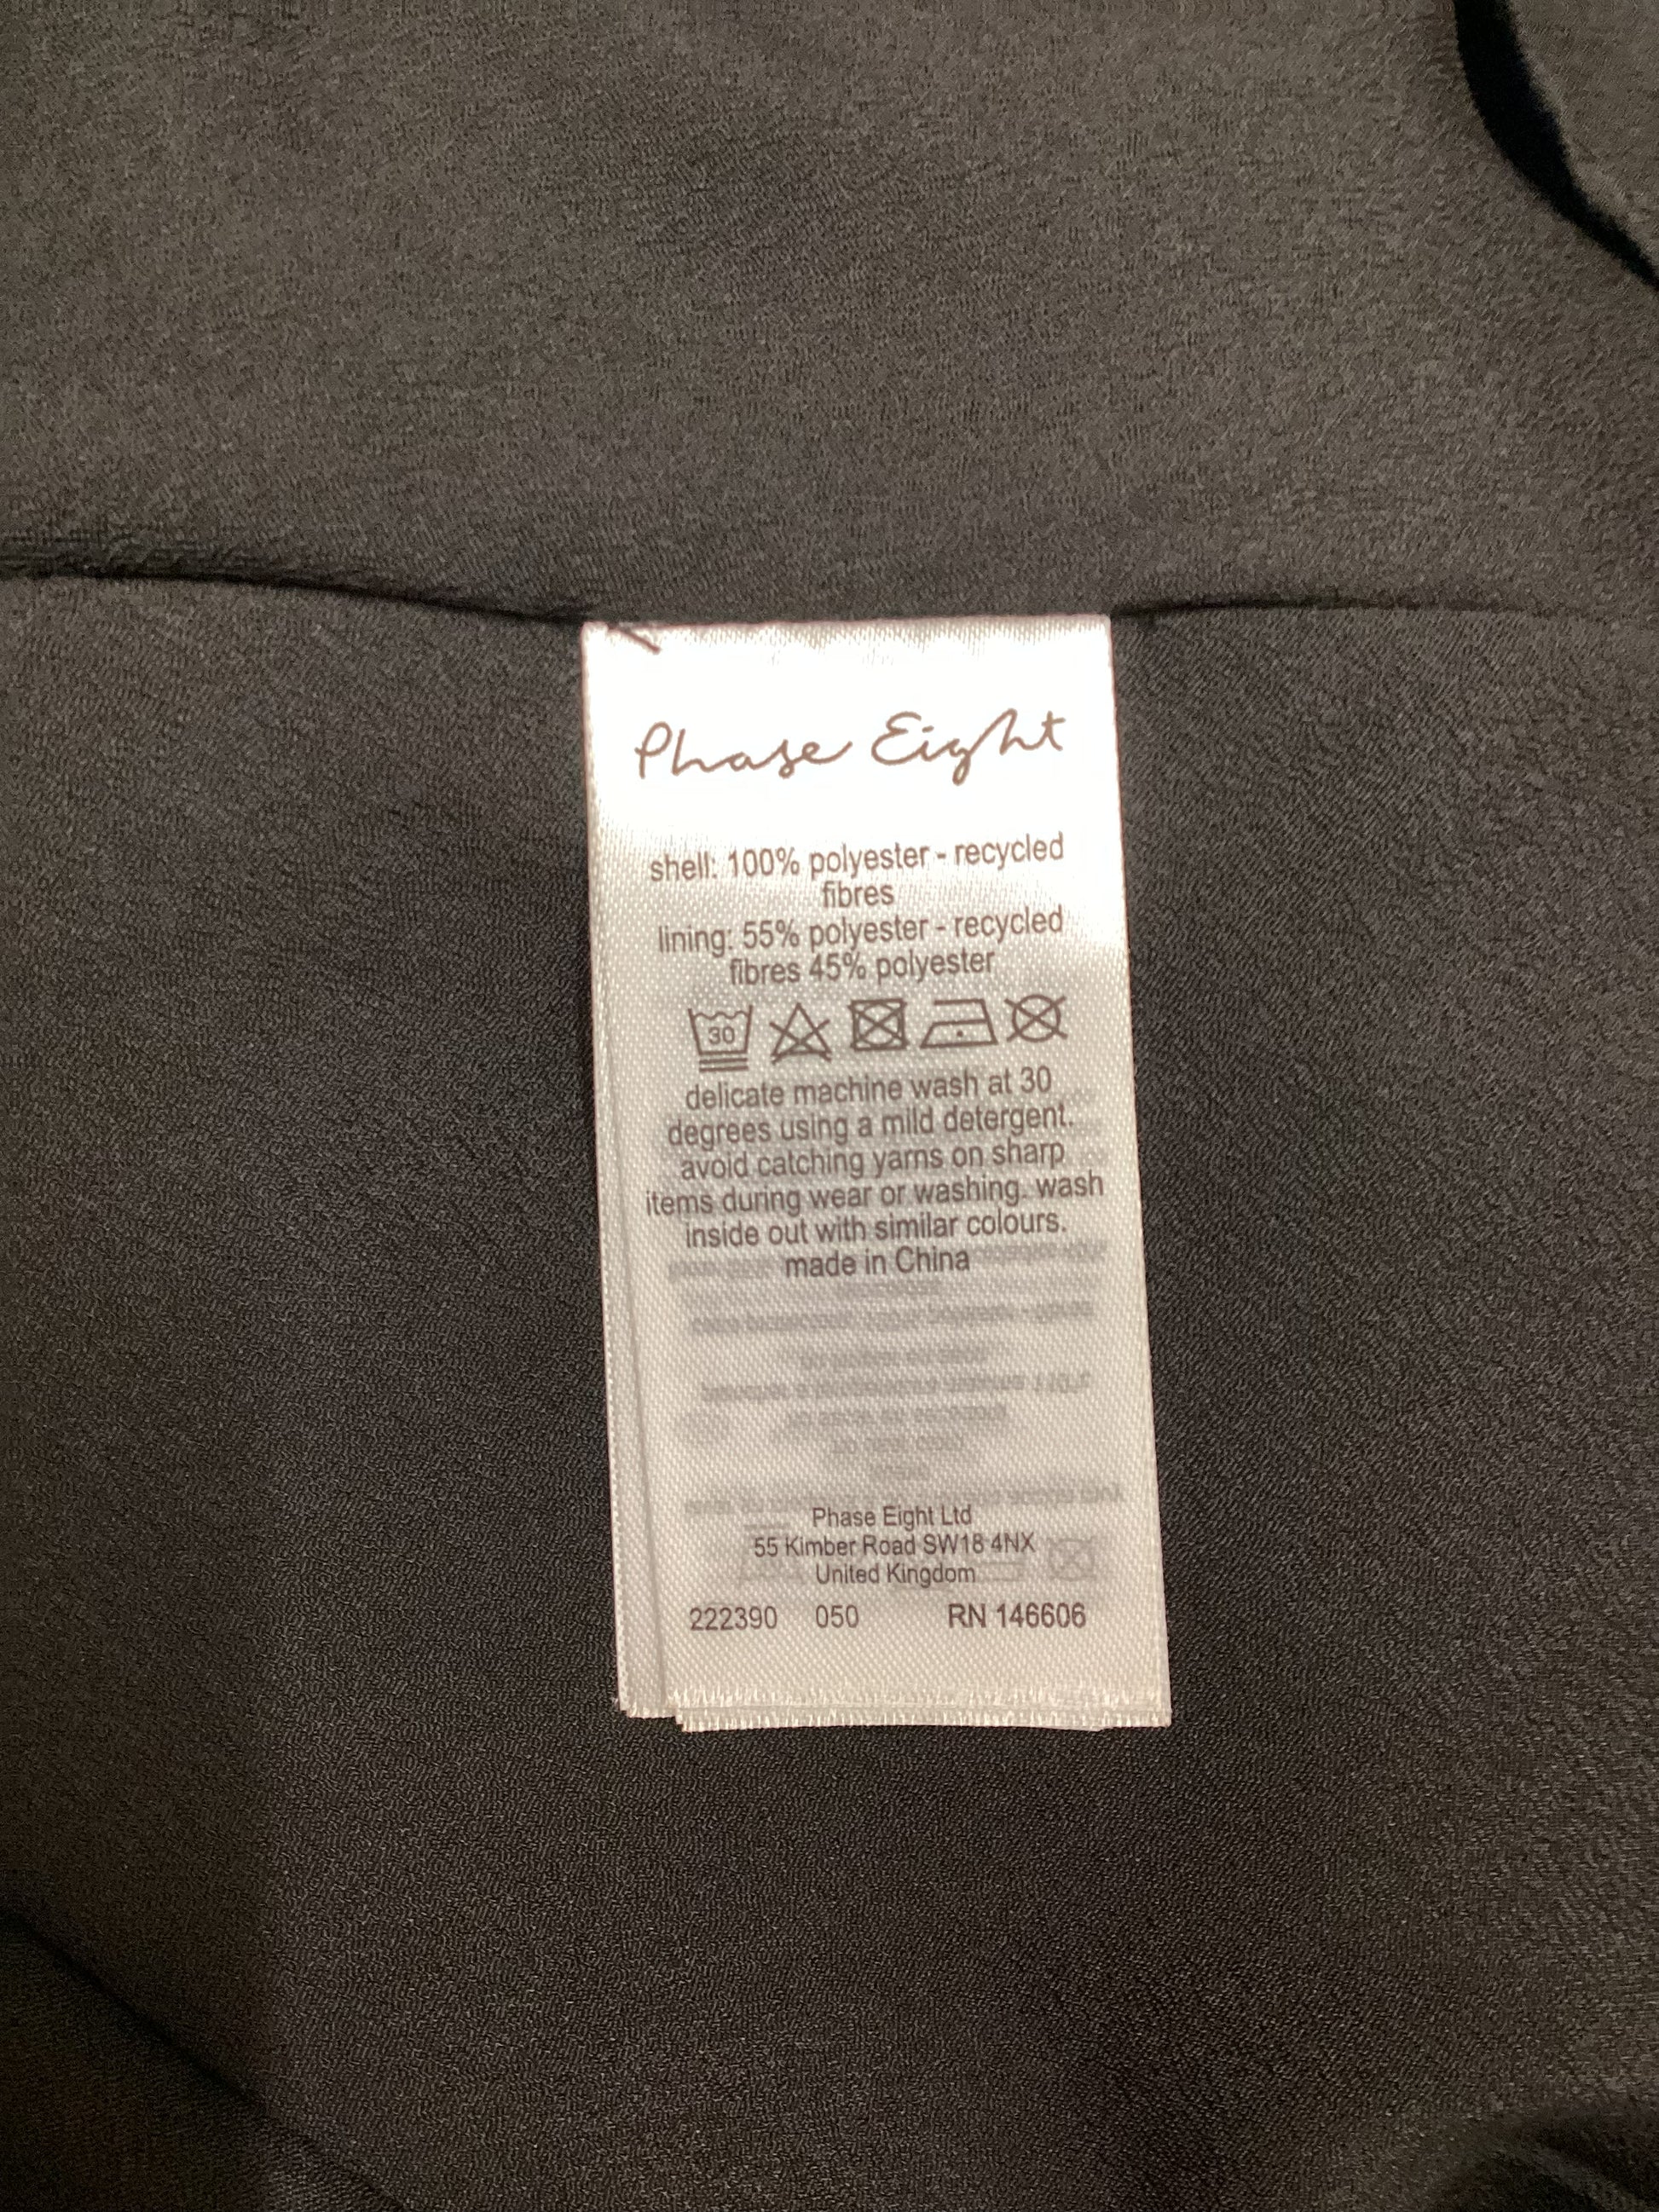 Phase Eight
shell: 100% polyester - recycled
fibres
lining: 55% polyester - recycled
fibres 45% polyester
30
delicate machine wash at 30
degrees using a mild detergent.
avoid catching yarns on sharp
items during wear or washing. wash
inside out with similar colours.
made in China
Phase Eight Ltd
55 Kimber Road SW18 4NX
United Kingdom
222390 050 RN 146606